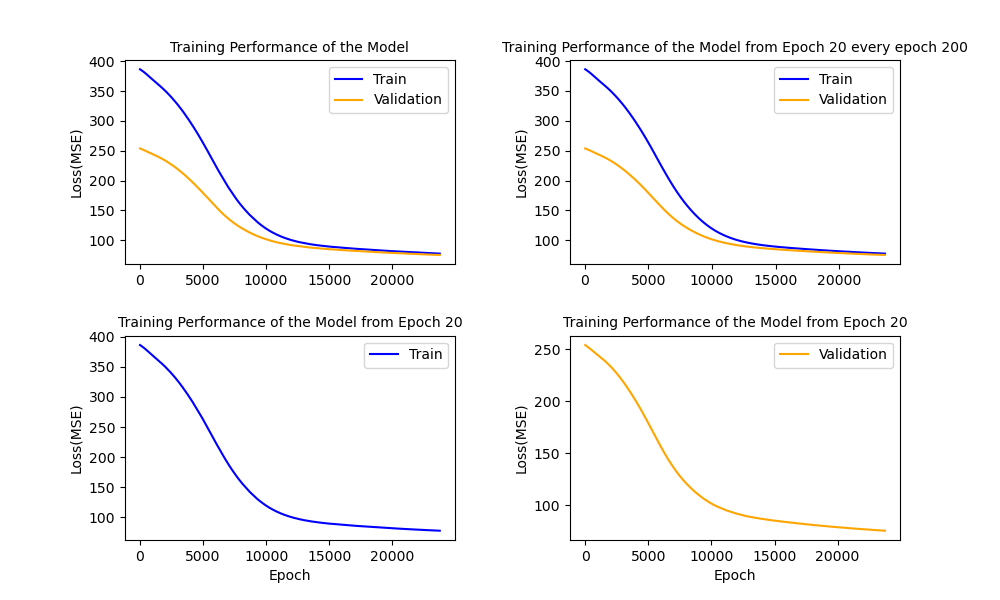 Training Performance of the Model
400
350
300
250
200
150
100
Loss(MSE)
Train
Validation
0 5000 10000 15000 20000
Training Performance of the Model from Epoch 20 every epoch 200
400
350
300
250
200
150
100
Loss(MSE)
Train
Validation
0 5000 10000 15000 20000
Training Performance of the Model from Epoch 20
400
350
300
250
200
150
100
Loss(MSE)
Train
0 5000 10000 15000 20000
Epoch
Training Performance of the Model from Epoch 20
250
200
150
100
Loss(MSE)
Validation
0 5000 10000 15000 20000
Epoch